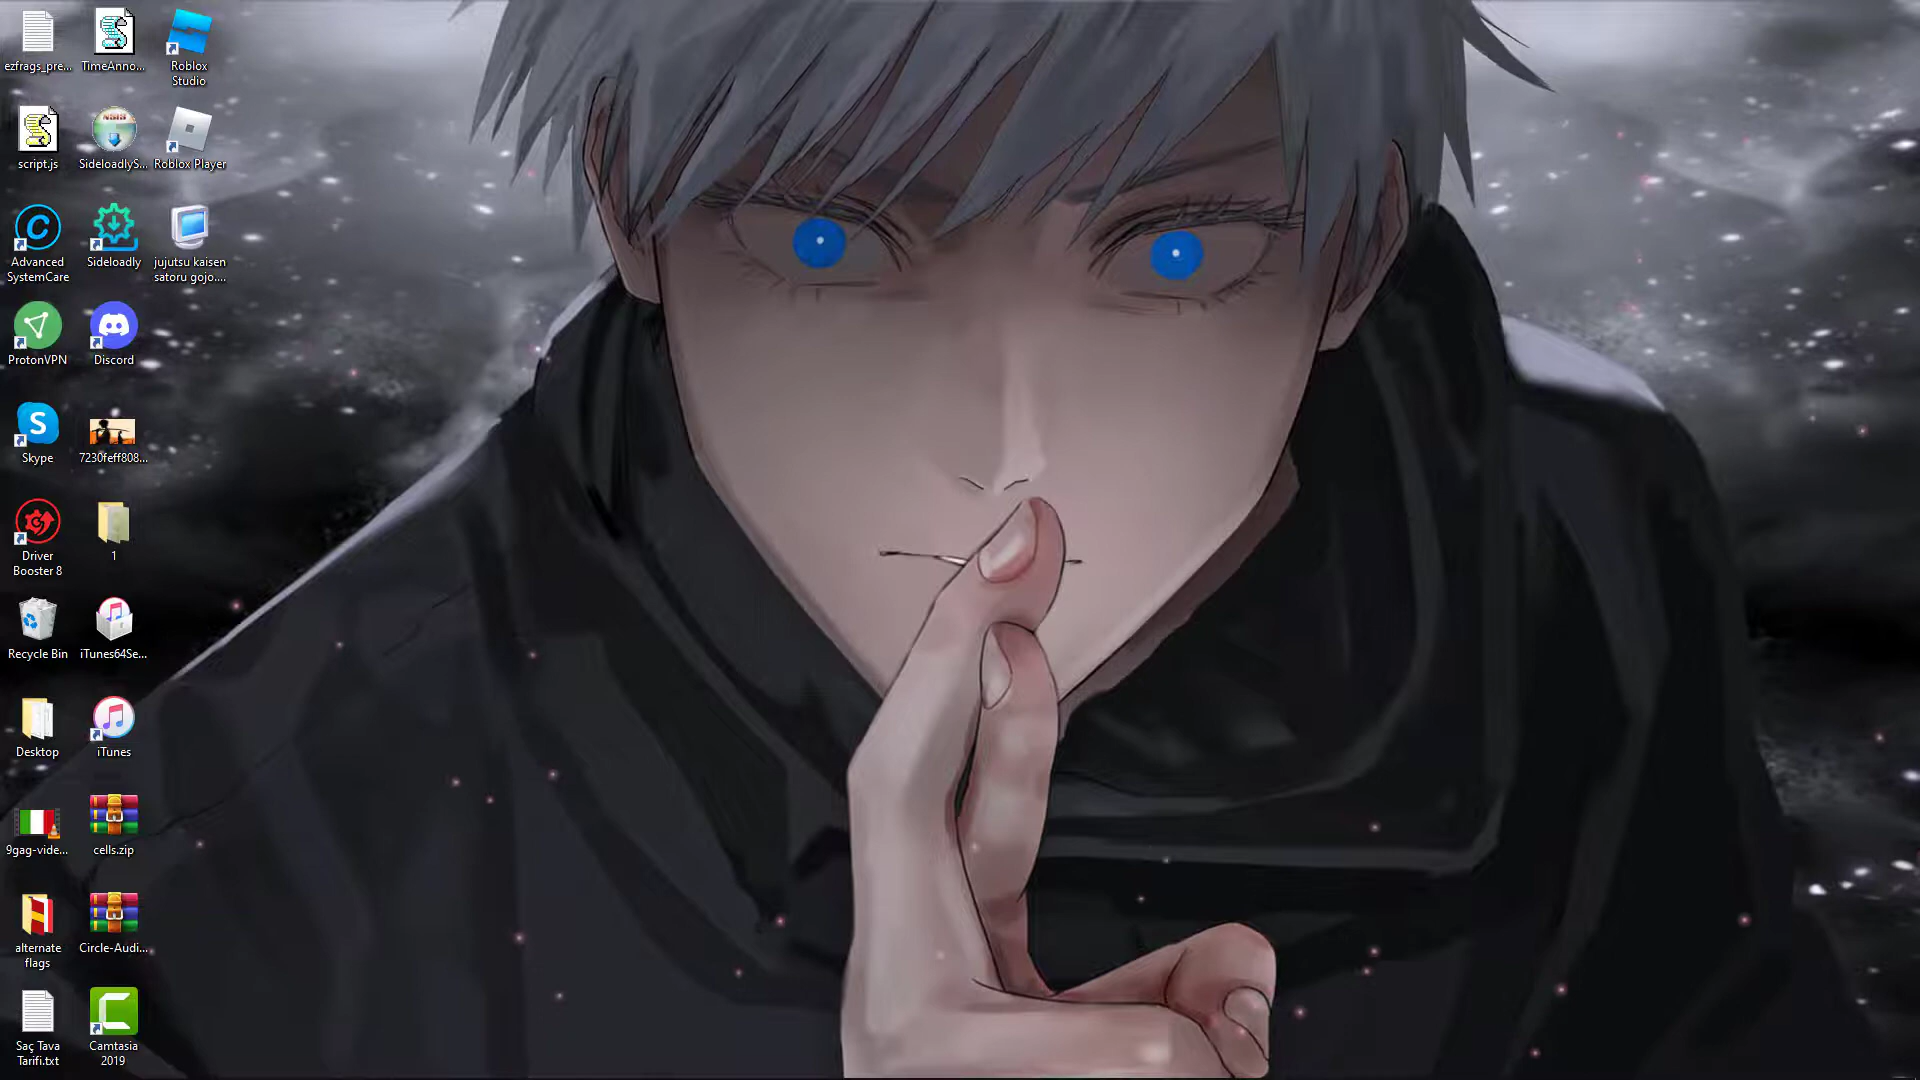 ezfrags_pre...
TimeAnno...
Roblox
Studio
script.js
NSIS
SideloadlyS...
Roblox Player
Advanced
SystemCare
Sideloadly
jujutsu kaisen
satoru gojo....
ProtonVPN
Discord
Skype
7230feff808...
Driver
Booster 8
1
Recycle Bin
iTunes64Se...
Desktop
iTunes
9gag-vide...
cells.zip
alternate
flags
Circle-Audi...
Saç Tava
Tarifi.txt
Camtasia
2019